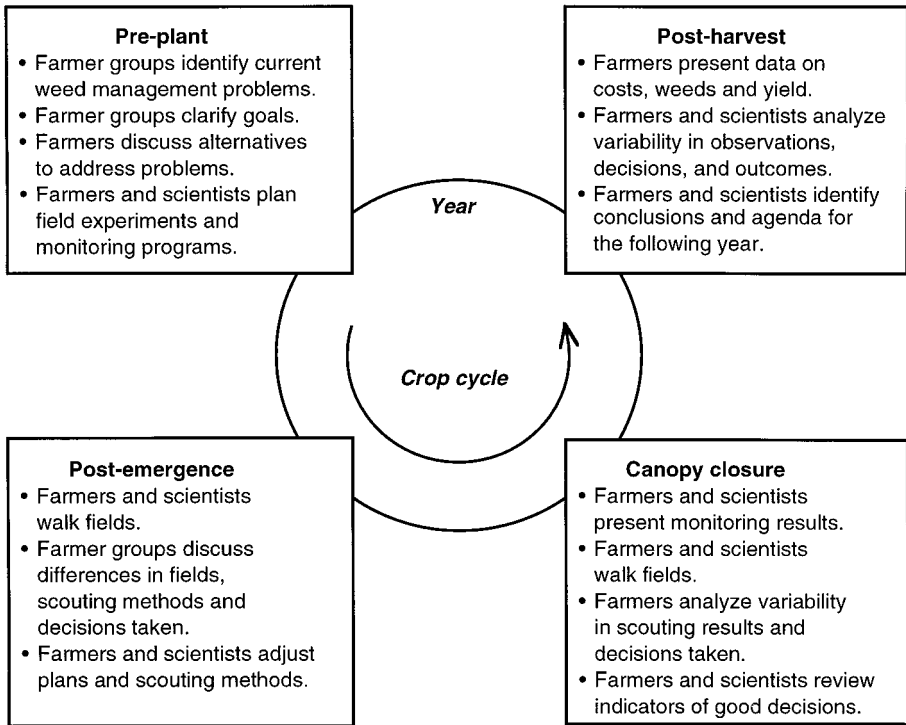 Pre-plant
• Farmer groups identify current
weed management problems.
• Farmer groups clarify goals.
• Farmers discuss alternatives
to address problems.
• Farmers and scientists plan
field experiments and
monitoring programs.
Post-harvest
• Farmers present data on
costs, weeds and yield.
• Farmers and scientists analyze
variability in observations,
decisions, and outcomes.
• Farmers and scientists identify
conclusions and agenda for
the following year.
Year
Crop cycle
Post-emergence
• Farmers and scientists
walk fields.
• Farmer groups discuss
differences in fields,
scouting methods and
decisions taken.
• Farmers and scientists adjust
plans and scouting methods.
Canopy closure
• Farmers and scientists
present monitoring results.
• Farmers and scientists
walk fields.
• Farmers analyze variability
in scouting results and
decisions taken.
• Farmers and scientists review
indicators of good decisions.